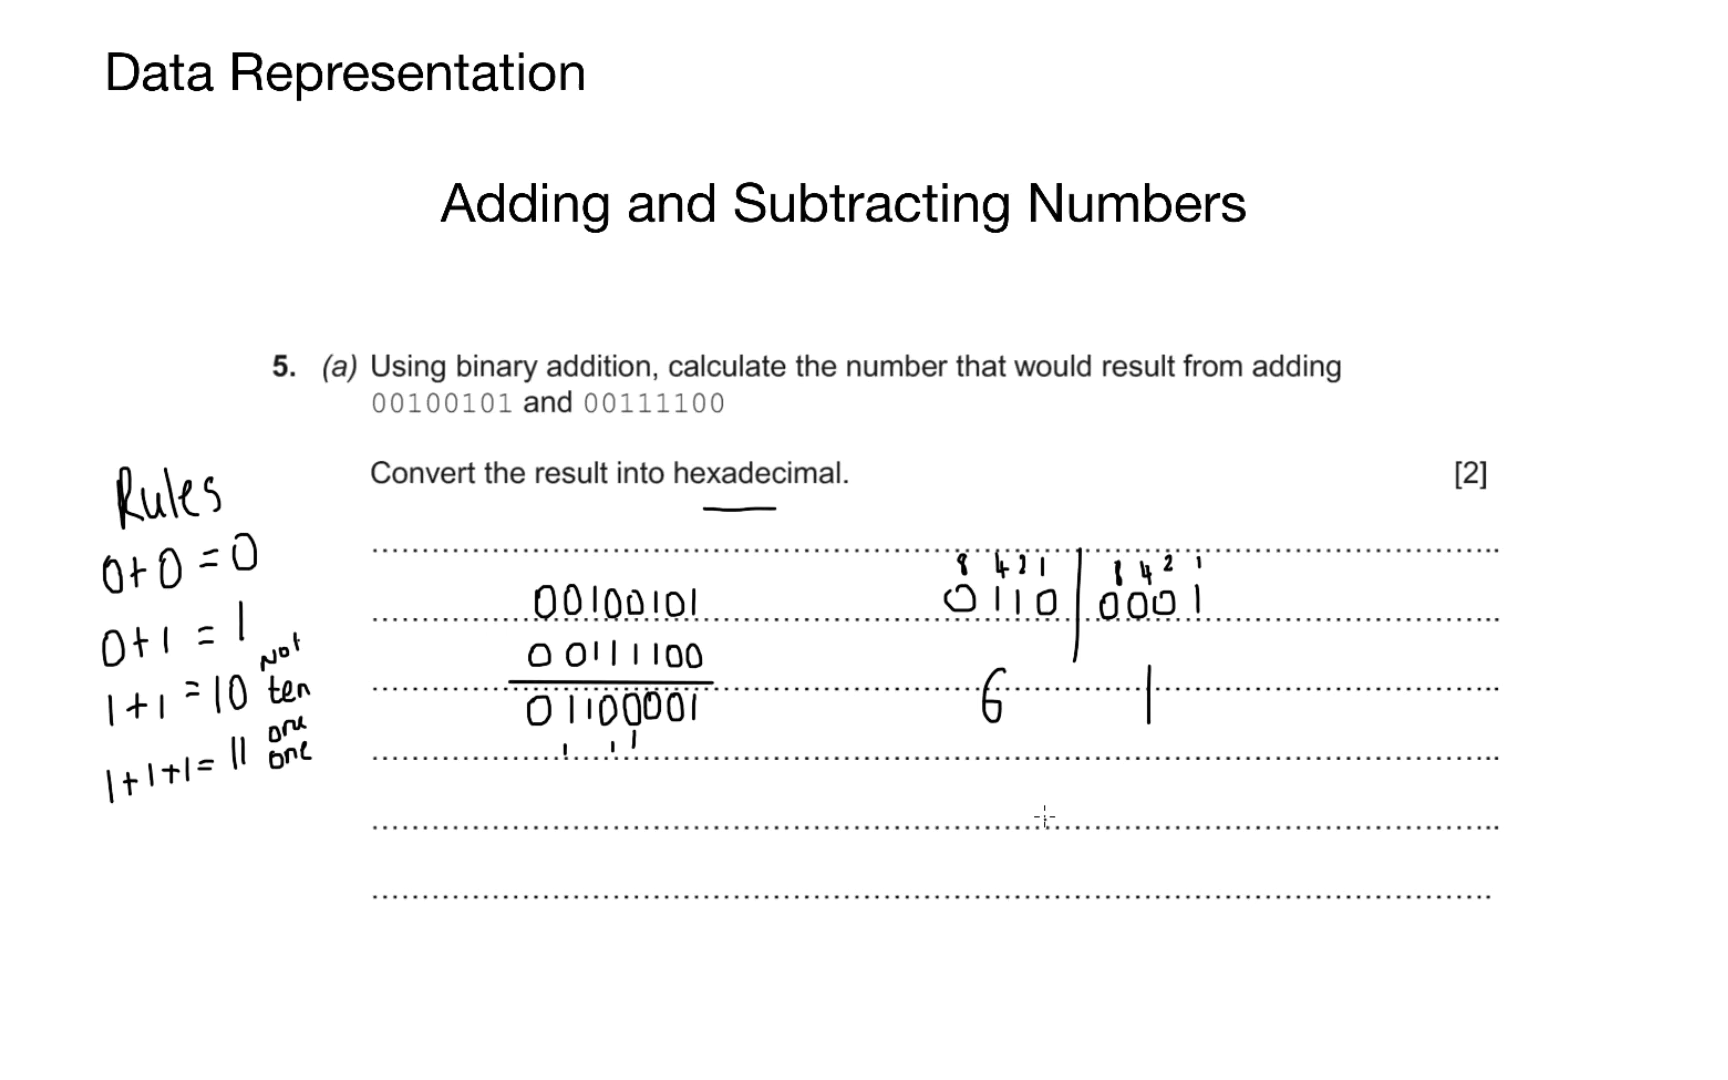 Data Representation
Adding and Subtracting Numbers
5. (a) Using binary addition, calculate the number that would result from adding
00100101 and 00111100
Convert the result into hexadecimal. [2]
Rules
0+0=0
0+1=1
1+1=10 Not ten
1+1+1=11 one one
00100101
00111100
01100001
1 1 1
8 4 2 1 8 4 2 1
0110 0001
6 1